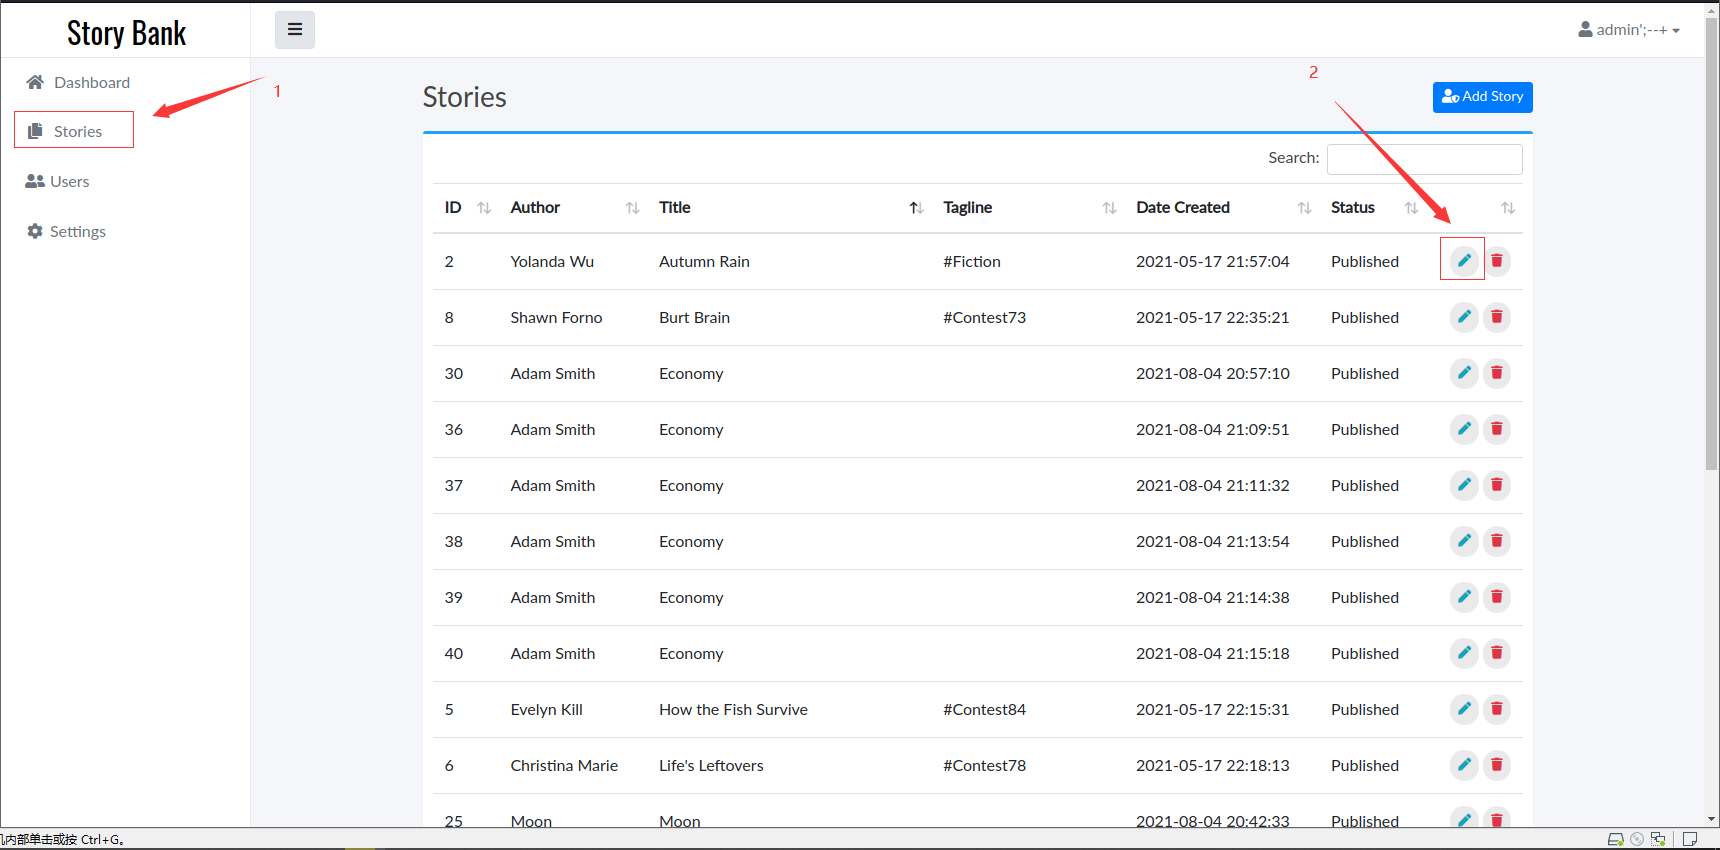 Story Bank
admin';--+
Dashboard
1
Stories
Users
Settings
2
Stories
Add Story
Search:
ID Author Title Tagline Date Created Status
2 Yolanda Wu Autumn Rain #Fiction 2021-05-17 21:57:04 Published
8 Shawn Forno Burt Brain #Contest73 2021-05-17 22:35:21 Published
30 Adam Smith Economy 2021-08-04 20:57:10 Published
36 Adam Smith Economy 2021-08-04 21:09:51 Published
37 Adam Smith Economy 2021-08-04 21:11:32 Published
38 Adam Smith Economy 2021-08-04 21:13:54 Published
39 Adam Smith Economy 2021-08-04 21:14:38 Published
40 Adam Smith Economy 2021-08-04 21:15:18 Published
5 Evelyn Kill How the Fish Survive #Contest84 2021-05-17 22:15:31 Published
6 Christina Marie Life's Leftovers #Contest78 2021-05-17 22:18:13 Published
25 Moon Moon 2021-08-04 20:42:33 Published
内部单击或按 Ctrl+G。